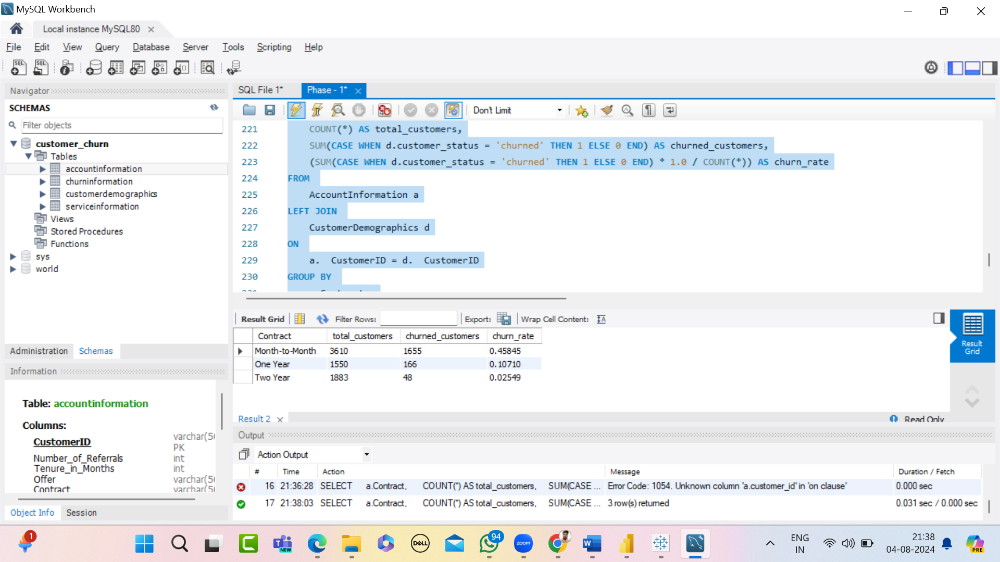 MySQL Workbench
Local instance MySQL80
File Edit View Query Database Server Tools Scripting Help
Navigator
SCHEMAS
Filter objects
customer_churn
Tables
accountinformation
churninformation
customerdemographics
serviceinformation
Views
Stored Procedures
Functions
sys
world
Administration Schemas
Information
Table: accountinformation
Columns:
CustomerID varchar(50
PK
Number_of_Referrals int
Tenure_in_Months int
Offer varchar(50
Contract varchar(50
Object Info Session
SQL File 1* Phase - 1*
Don't Limit
221 COUNT(*) AS total_customers,
222 SUM(CASE WHEN d.customer_status = 'churned' THEN 1 ELSE 0 END) AS churned_customers,
223 (SUM(CASE WHEN d.customer_status = 'churned' THEN 1 ELSE 0 END) * 1.0 / COUNT(*)) AS churn_rate
224 FROM
225 AccountInformation a
226 LEFT JOIN
227 CustomerDemographics d
228 ON
229 a.  CustomerID = d.  CustomerID
230 GROUP BY
Result Grid Filter Rows: Export: Wrap Cell Content:
Contract total_customers churned_customers churn_rate
Month-to-Month 3610 1655 0.45845
One Year 1550 166 0.10710
Two Year 1883 48 0.02549
Result Grid
Result 2 Read Only
Output
Action Output
# Time Action Message Duration / Fetch
16 21:36:28 SELECT a.Contract, COUNT(*) AS total_customers, SUM(CASE ... Error Code: 1054. Unknown column 'a.customer_id' in 'on clause' 0.000 sec
17 21:38:03 SELECT a.Contract, COUNT(*) AS total_customers, SUM(CASE ... 3 row(s) returned 0.031 sec / 0.000 sec
1
NEW
DELL
94
zoom
ENG
IN
21:38
04-08-2024
PRE